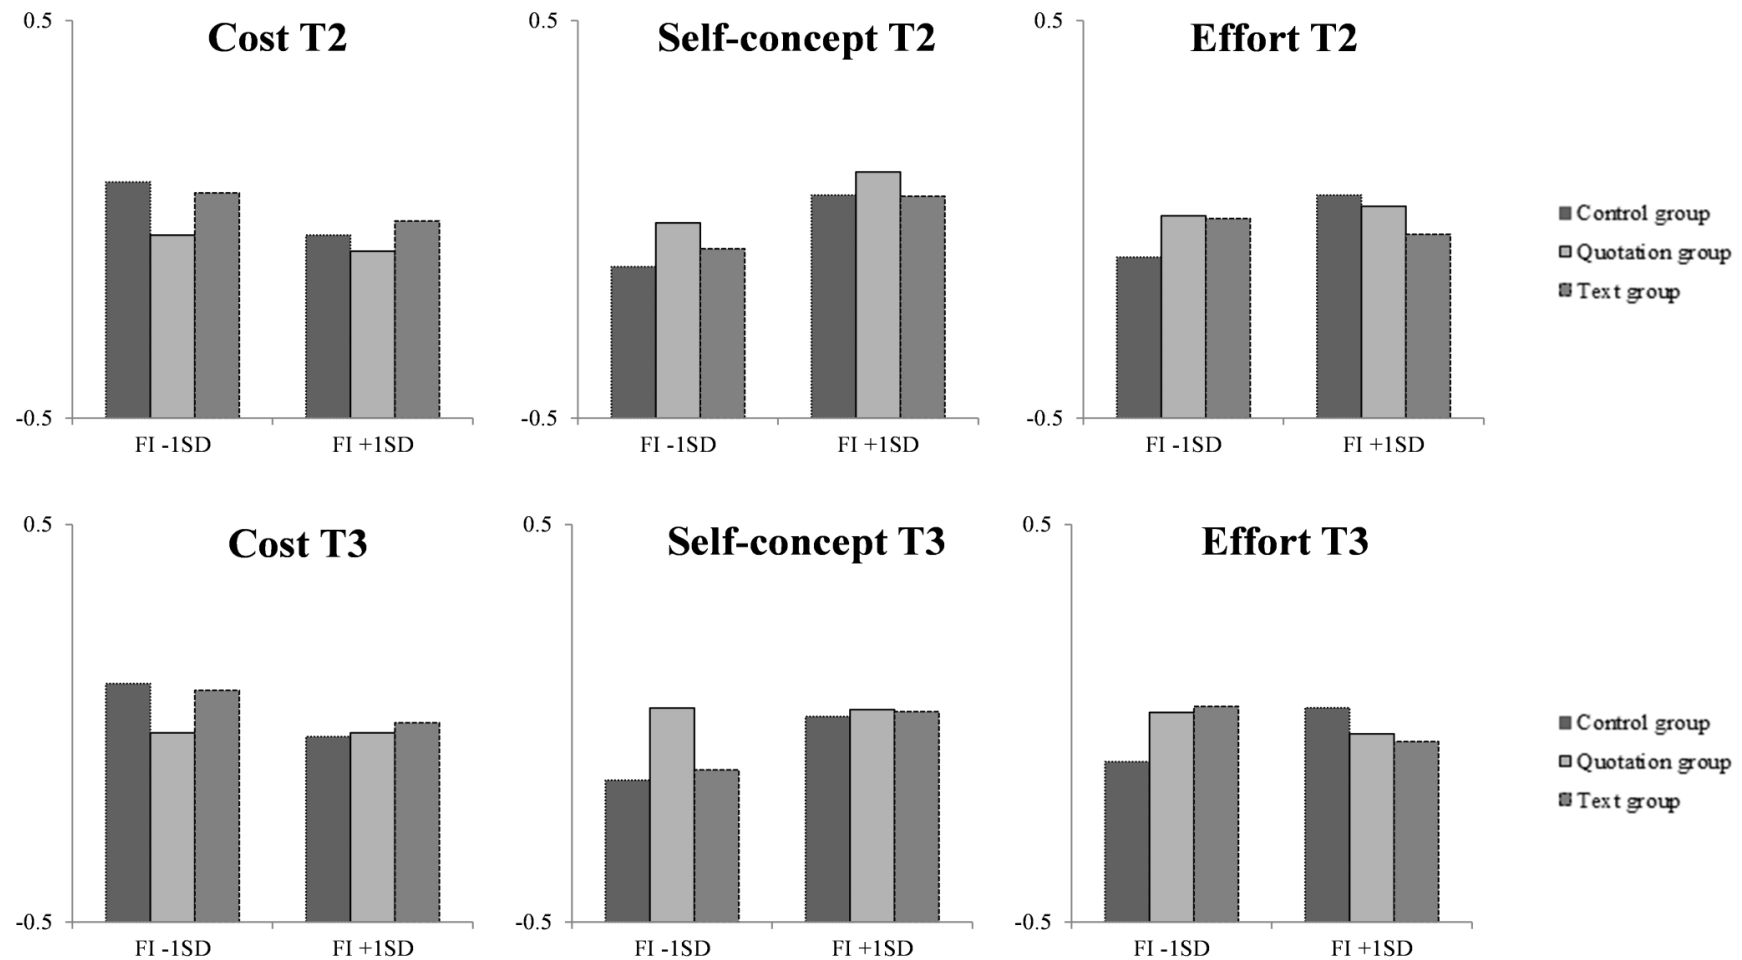 Cost T2
0.5
-0.5
FI -1SD
FI +1SD
Self-concept T2
0.5
-0.5
FI -1SD
FI +1SD
Effort T2
0.5
-0.5
FI -1SD
FI +1SD
Control group
Quotation group
Text group
Cost T3
0.5
-0.5
FI -1SD
FI +1SD
Self-concept T3
0.5
-0.5
FI -1SD
FI +1SD
Effort T3
0.5
-0.5
FI -1SD
FI +1SD
Control group
Quotation group
Text group